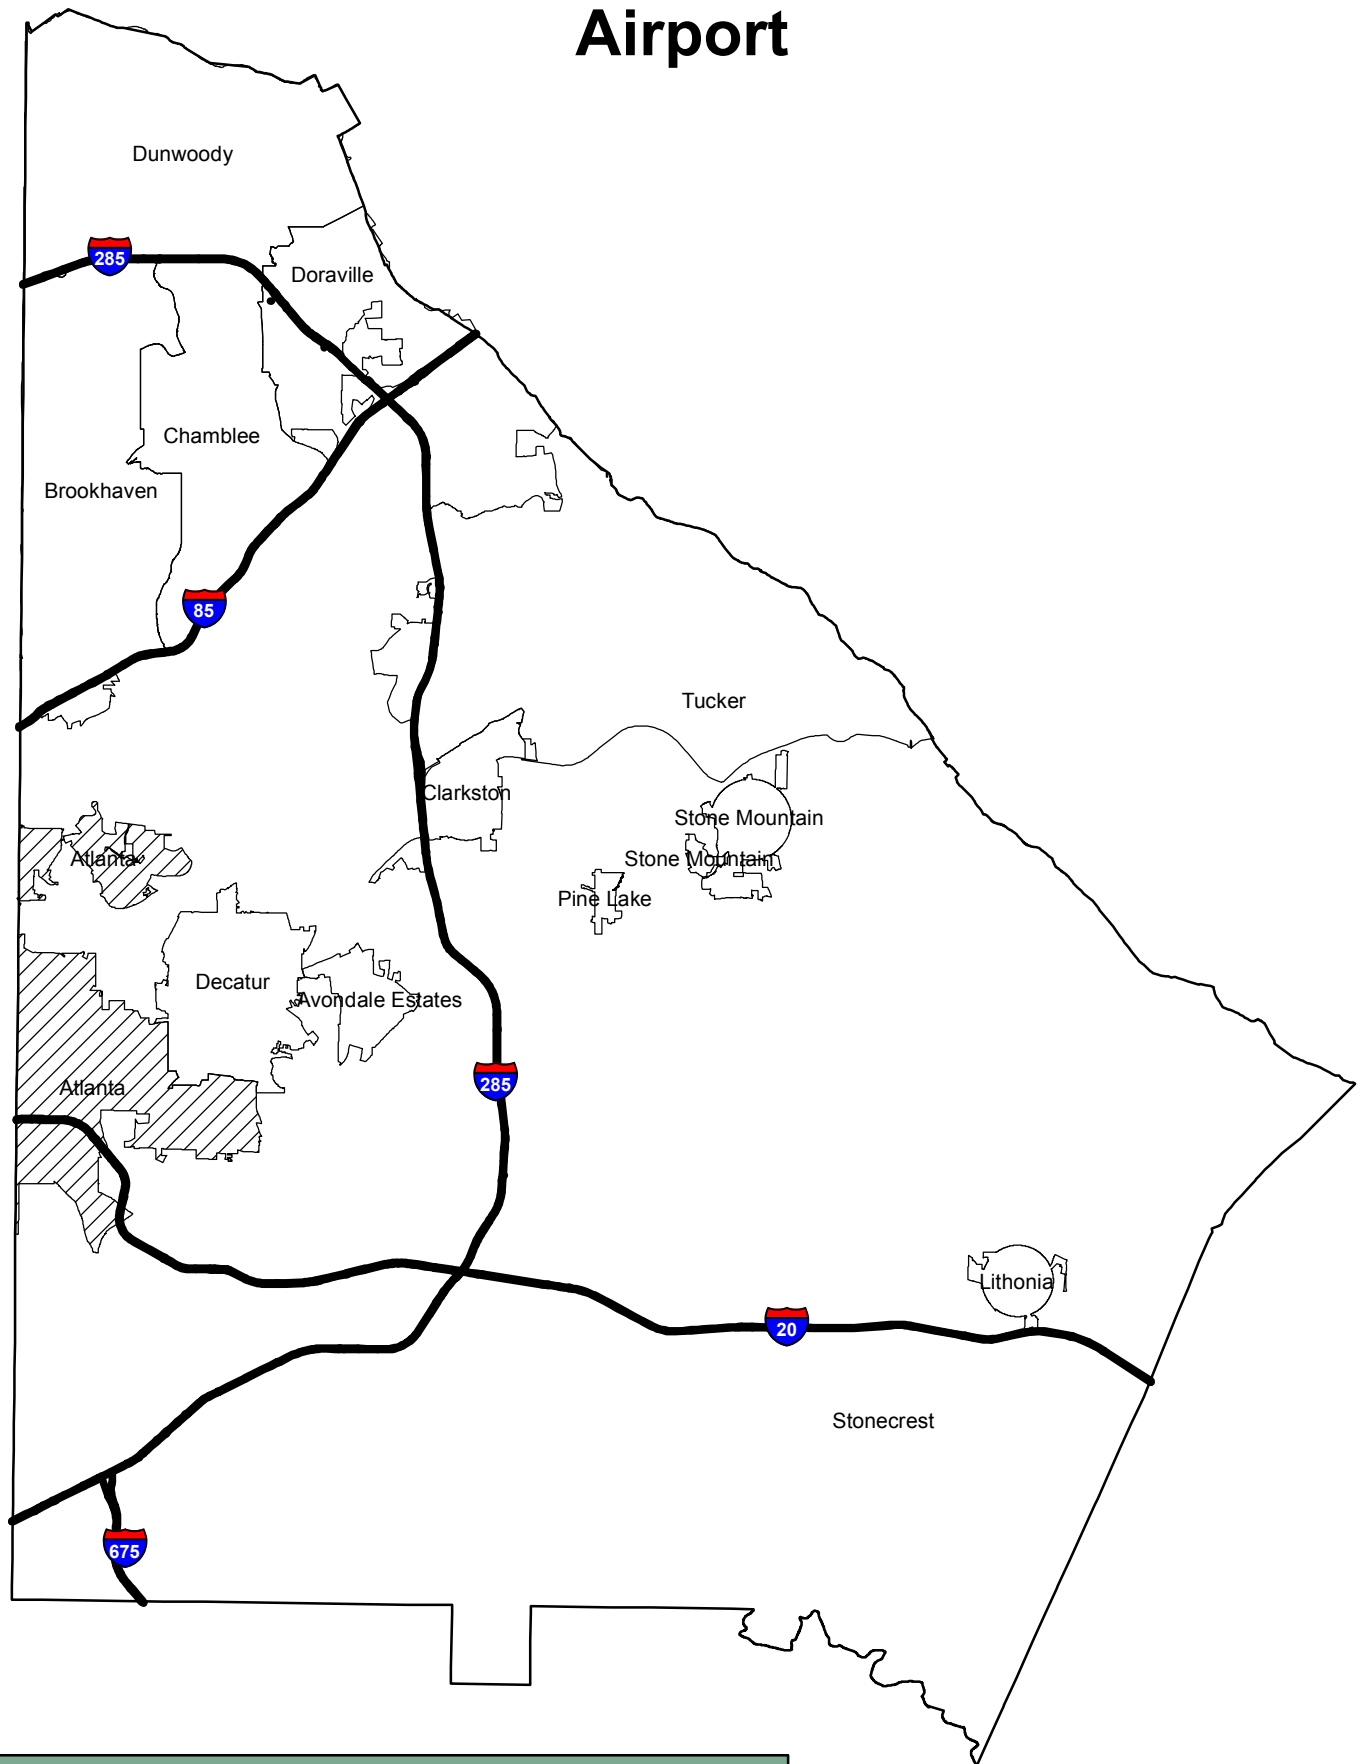 Airport
Dunwoody
285
Doraville
Chamblee
Brookhaven
85
Tucker
Clarkston
Stone Mountain
Atlanta
Stone Mountain
Pine Lake
Decatur
Avondale Estates
285
Atlanta
Lithonia
20
Stonecrest
675